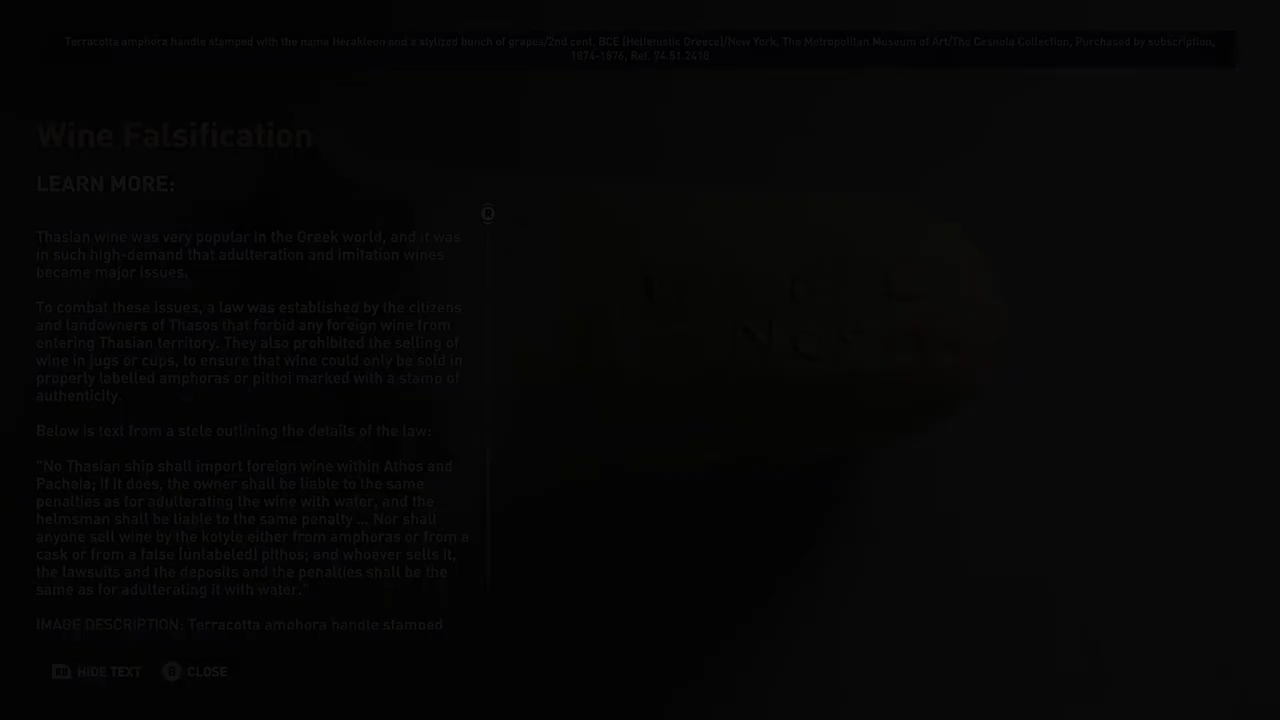 Terracotta amphora handle stamped with the name Herakleon and a stylized bunch of grapes/2nd cent. BCE (Hellenistic Greece)/New York, The Metropolitan Museum of Art/The Cesnola Collection, Purchased by subscription,
1874-1876, Ref. 74.51.2418
Wine Falsification
LEARN MORE:
Thasian wine was very popular in the Greek world, and it was
in such high-demand that adulteration and imitation wines
became major issues.
To combat these issues, a law was established by the citizens
and landowners of Thasos that forbid any foreign wine from
entering Thasian territory. They also prohibited the selling of
wine in jugs or cups, to ensure that wine could only be sold in
properly labelled amphoras or pithoi marked with a stamp of
authenticity.
Below is text from a stele outlining the details of the law:
"No Thasian ship shall import foreign wine within Athos and
Pacheia; if it does, the owner shall be liable to the same
penalties as for adulterating the wine with water, and the
helmsman shall be liable to the same penalty ... Nor shall
anyone sell wine by the kotyle either from amphoras or from a
cask or from a false [unlabeled] pithos; and whoever sells it,
the lawsuits and the deposits and the penalties shall be the
same as for adulterating it with water."
IMAGE DESCRIPTION: Terracotta amphora handle stamped
HIDE TEXT
CLOSE